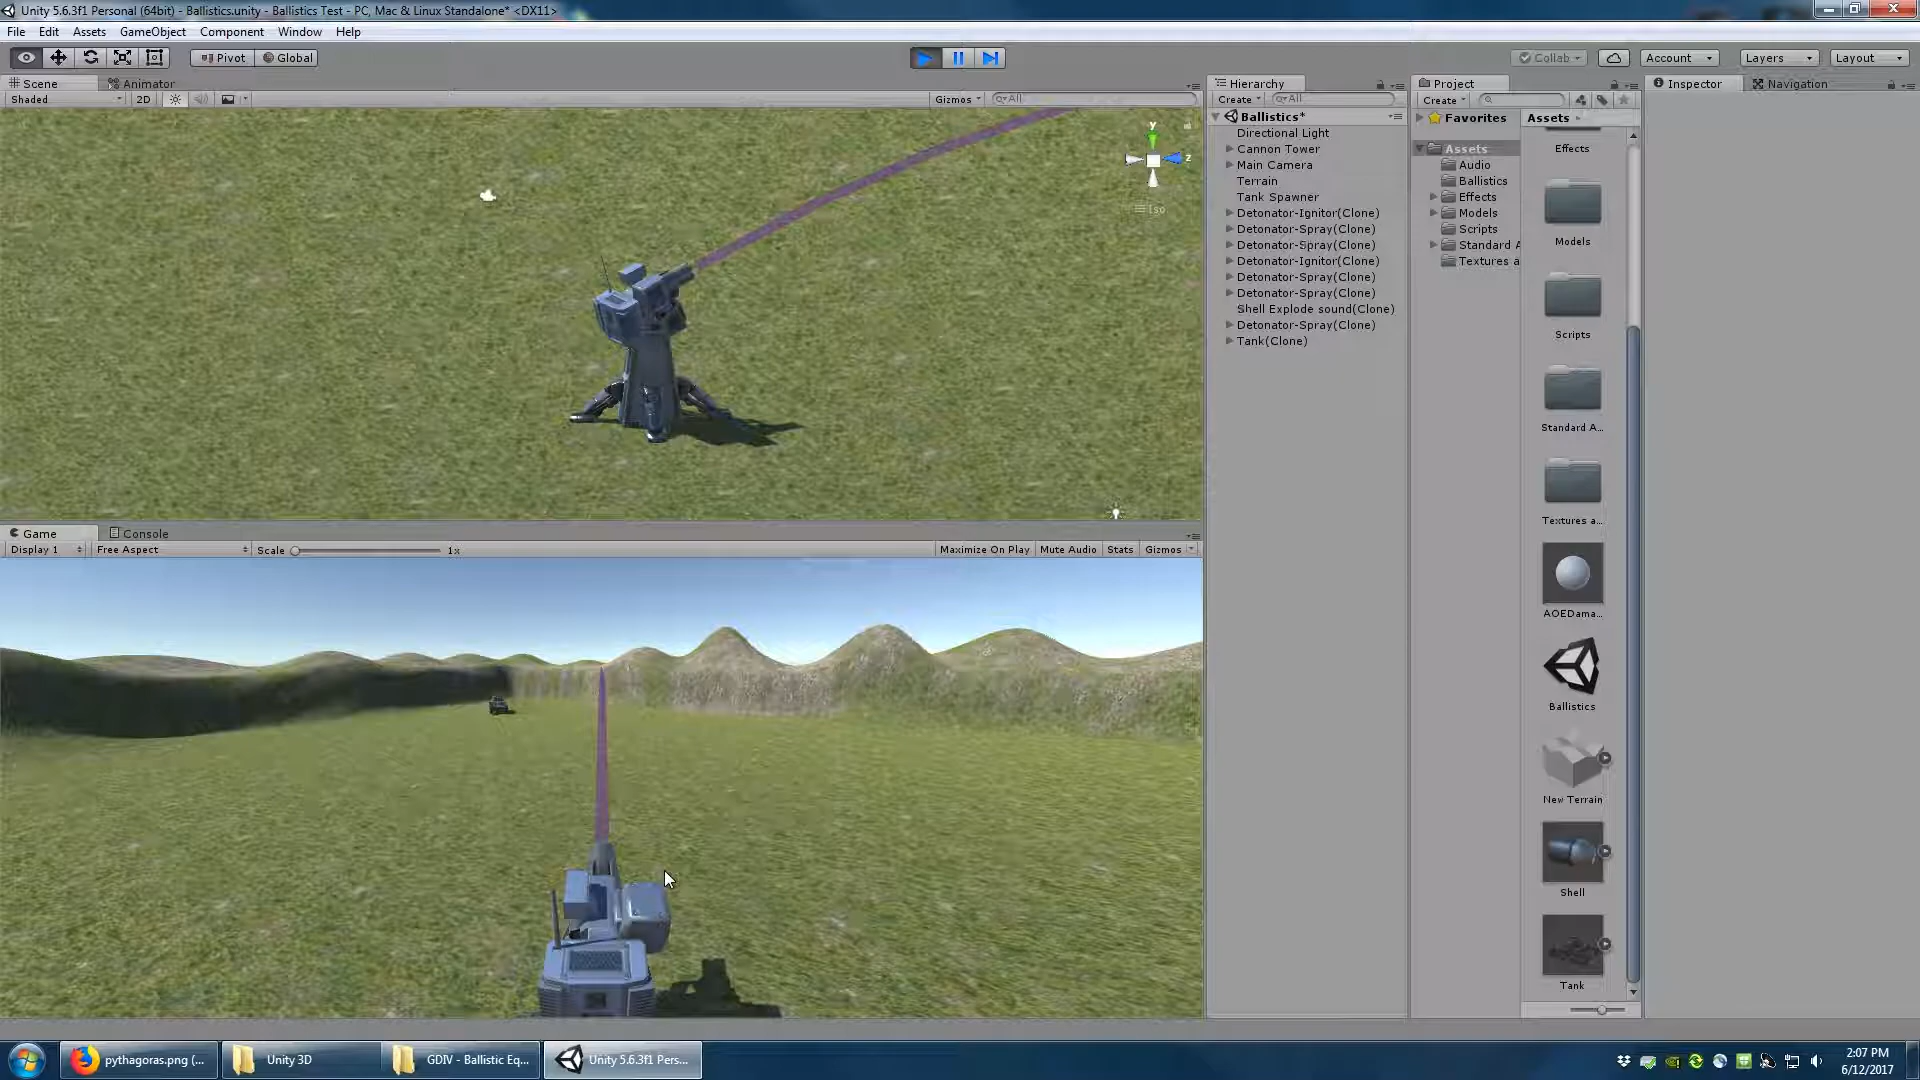 Unity 5.6.3f1 Personal (64bit) - Ballistics.unity - Ballistics Test - PC, Mac & Linux Standalone* <DX11>
File Edit Assets GameObject Component Window Help
Pivot Global Collab Account Layers Layout
Scene Animator
Shaded 2D Gizmos All
y
z
Iso
Game Console
Display 1 Free Aspect Scale 1x Maximize On Play Mute Audio Stats Gizmos
Hierarchy
Create All
Ballistics*
Directional Light
Cannon Tower
Main Camera
Terrain
Tank Spawner
Detonator-Ignitor(Clone)
Detonator-Spray(Clone)
Detonator-Spray(Clone)
Detonator-Ignitor(Clone)
Detonator-Spray(Clone)
Detonator-Spray(Clone)
Shell Explode sound(Clone)
Detonator-Spray(Clone)
Tank(Clone)
Project
Create
Favorites
Assets
Audio
Ballistics
Effects
Models
Scripts
Standard A
Textures a
Assets
Effects
Models
Scripts
Standard A...
Textures a...
AOEDama...
Ballistics
New Terrain
Shell
Tank
Inspector Navigation
pythagoras.png (...
Unity 3D
GDIV - Ballistic Eq...
Unity 5.6.3f1 Pers...
2:07 PM
6/12/2017